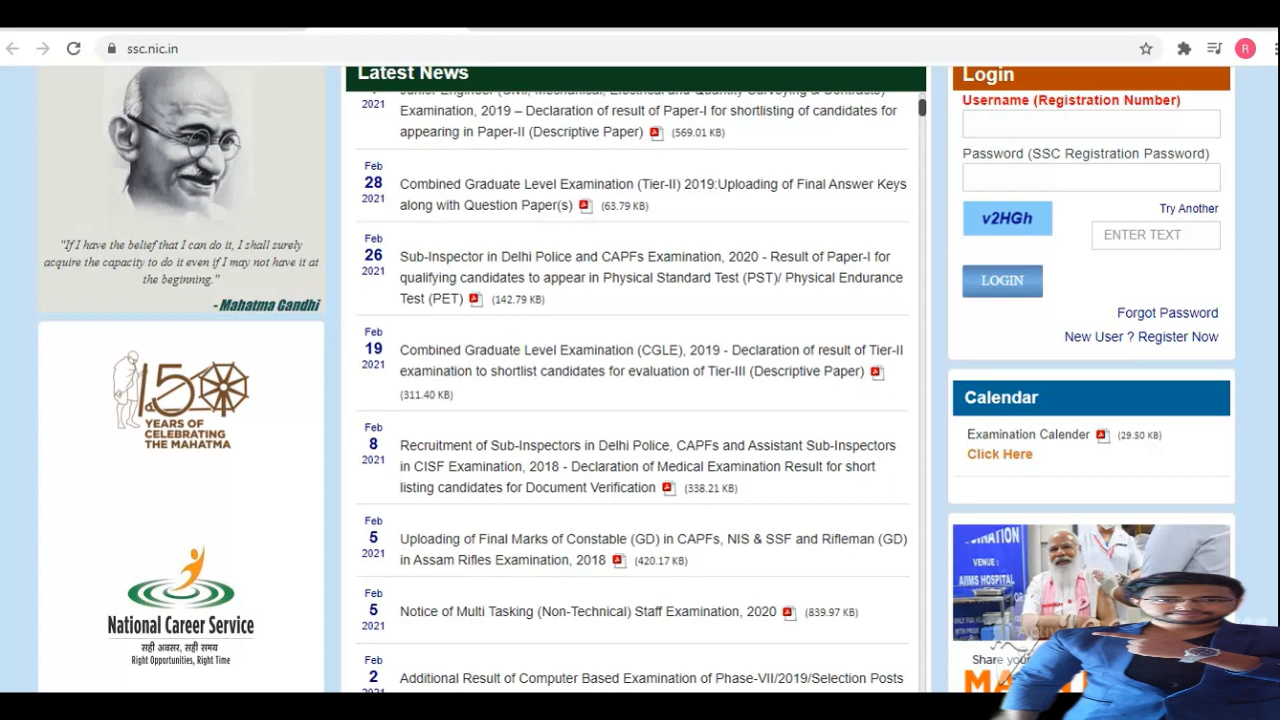 ssc.nic.in
R
"If I have the belief that I can do it, I shall surely
acquire the capacity to do it even if I may not have it at
the beginning."
- Mahatma Gandhi
150
YEARS OF
CELEBRATING
THE MAHATMA
National Career Service
सही अवसर, सही समय
Right Opportunities, Right Time
Latest News
2021
Junior Engineer (Civil, Mechanical, Electrical and Quantity Surveying & Contracts)
Examination, 2019 – Declaration of result of Paper-I for shortlisting of candidates for
appearing in Paper-II (Descriptive Paper) (569.01 KB)
Feb
28
2021
Combined Graduate Level Examination (Tier-II) 2019:Uploading of Final Answer Keys
along with Question Paper(s) (63.79 KB)
Feb
26
2021
Sub-Inspector in Delhi Police and CAPFs Examination, 2020 - Result of Paper-I for
qualifying candidates to appear in Physical Standard Test (PST)/ Physical Endurance
Test (PET) (142.79 KB)
Feb
19
2021
Combined Graduate Level Examination (CGLE), 2019 - Declaration of result of Tier-II
examination to shortlist candidates for evaluation of Tier-III (Descriptive Paper)
(311.40 KB)
Feb
8
2021
Recruitment of Sub-Inspectors in Delhi Police, CAPFs and Assistant Sub-Inspectors
in CISF Examination, 2018 - Declaration of Medical Examination Result for short
listing candidates for Document Verification (338.21 KB)
Feb
5
2021
Uploading of Final Marks of Constable (GD) in CAPFs, NIS & SSF and Rifleman (GD)
in Assam Rifles Examination, 2018 (420.17 KB)
Feb
5
2021
Notice of Multi Tasking (Non-Technical) Staff Examination, 2020 (839.97 KB)
Feb
2
2021
Additional Result of Computer Based Examination of Phase-VII/2019/Selection Posts
Login
Username (Registration Number)
Password (SSC Registration Password)
v2HGh
Try Another
ENTER TEXT
LOGIN
Forgot Password
New User ? Register Now
Calendar
Examination Calender (29.50 KB)
Click Here
VENUE :
AIIMS HOSPITAL
Share your